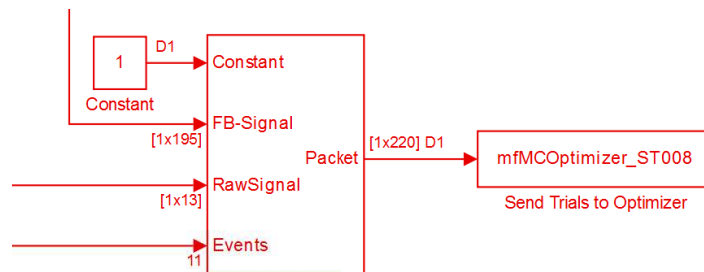 D1
1
Constant
Constant
FB-Signal
[1x195]
[1x220] D1
Packet
mfMCOptimizer_ST008
RawSignal
[1x13]
Send Trials to Optimizer
Events
11